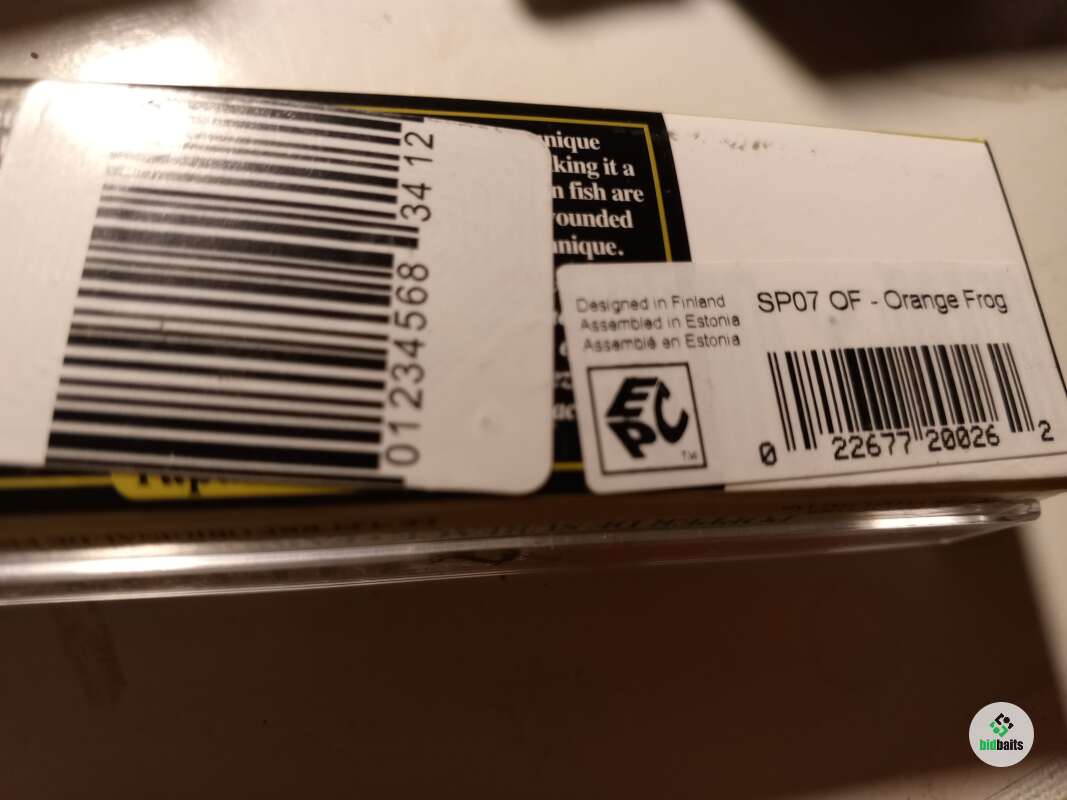 01234568 34 12
nique
king it a
n fish are
ounded
nique.
Designed in Finland
Assembled in Estonia
Assemblé en Estonia
SP07 OF - Orange Frog
EPC
TM
0 22677 20026 2
bidbaits